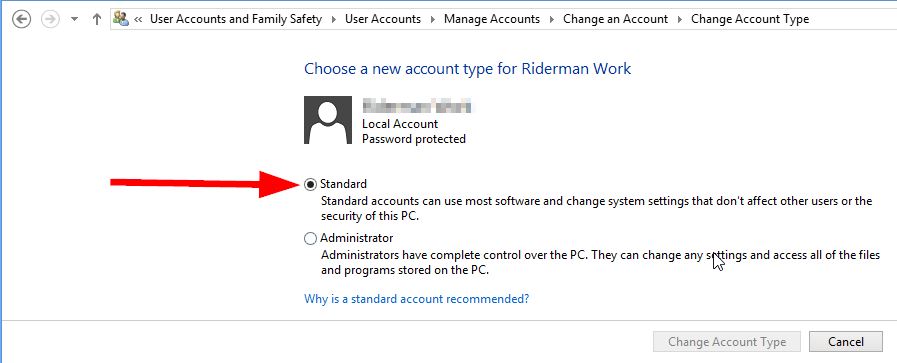 « User Accounts and Family Safety User Accounts Manage Accounts Change an Account Change Account Type
Choose a new account type for Riderman Work
Local Account
Password protected
Standard
Standard accounts can use most software and change system settings that don't affect other users or the
security of this PC.
Administrator
Administrators have complete control over the PC. They can change any settings and access all of the files
and programs stored on the PC.
Why is a standard account recommended?
Change Account Type Cancel